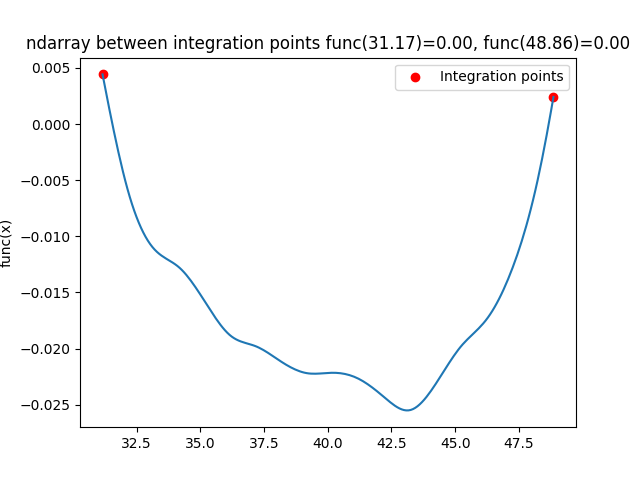 ndarray between integration points func(31.17)=0.00, func(48.86)=0.00
Integration points
0.005
0.000
−0.005
−0.010
−0.015
−0.020
−0.025
func(x)
32.5 35.0 37.5 40.0 42.5 45.0 47.5